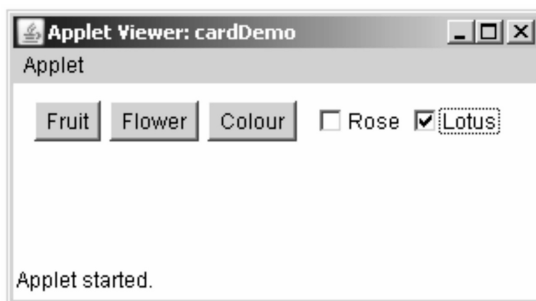 Applet Viewer: cardDemo
Applet
Fruit Flower Colour Rose Lotus
Applet started.